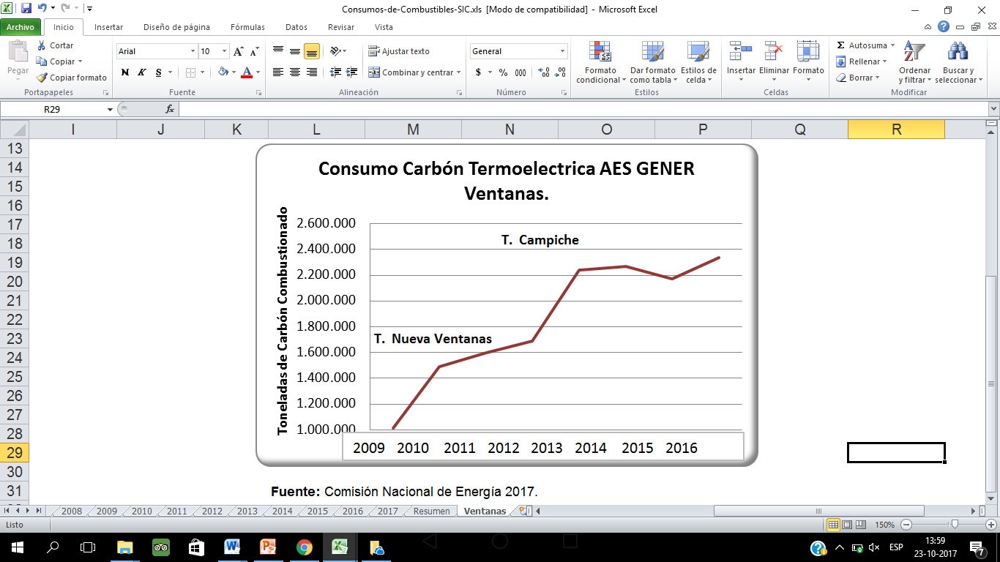 Consumos-de-Combustibles-SIC.xls [Modo de compatibilidad] - Microsoft Excel
Archivo Inicio Insertar Diseño de página Fórmulas Datos Revisar Vista
Pegar
Cortar
Copiar
Copiar formato
Portapapeles
Arial 10
N K S
Fuente
Ajustar texto
Combinar y centrar
Alineación
General
$ % 000
Número
Formato condicional
Dar formato como tabla
Estilos de celda
Estilos
Insertar Eliminar Formato
Celdas
Autosuma
Rellenar
Borrar
Ordenar y filtrar
Buscar y seleccionar
Modificar
R29 fx
I J K L M N O P Q R
13
14
15
16
17
18
19
20
21
22
23
24
25
26
27
28
29
30
31
Consumo Carbón Termoelectrica AES GENER
Ventanas.
Toneladas de Carbón Combustionado
2.600.000
2.400.000
2.200.000
2.000.000
1.800.000
1.600.000
1.400.000
1.200.000
1.000.000
T. Campiche
T. Nueva Ventanas
2009 2010 2011 2012 2013 2014 2015 2016
Fuente: Comisión Nacional de Energía 2017.
2008 2009 2010 2011 2012 2013 2014 2015 2016 2017 Resumen Ventanas
Listo 150%
ESP
13:59
23-10-2017
7